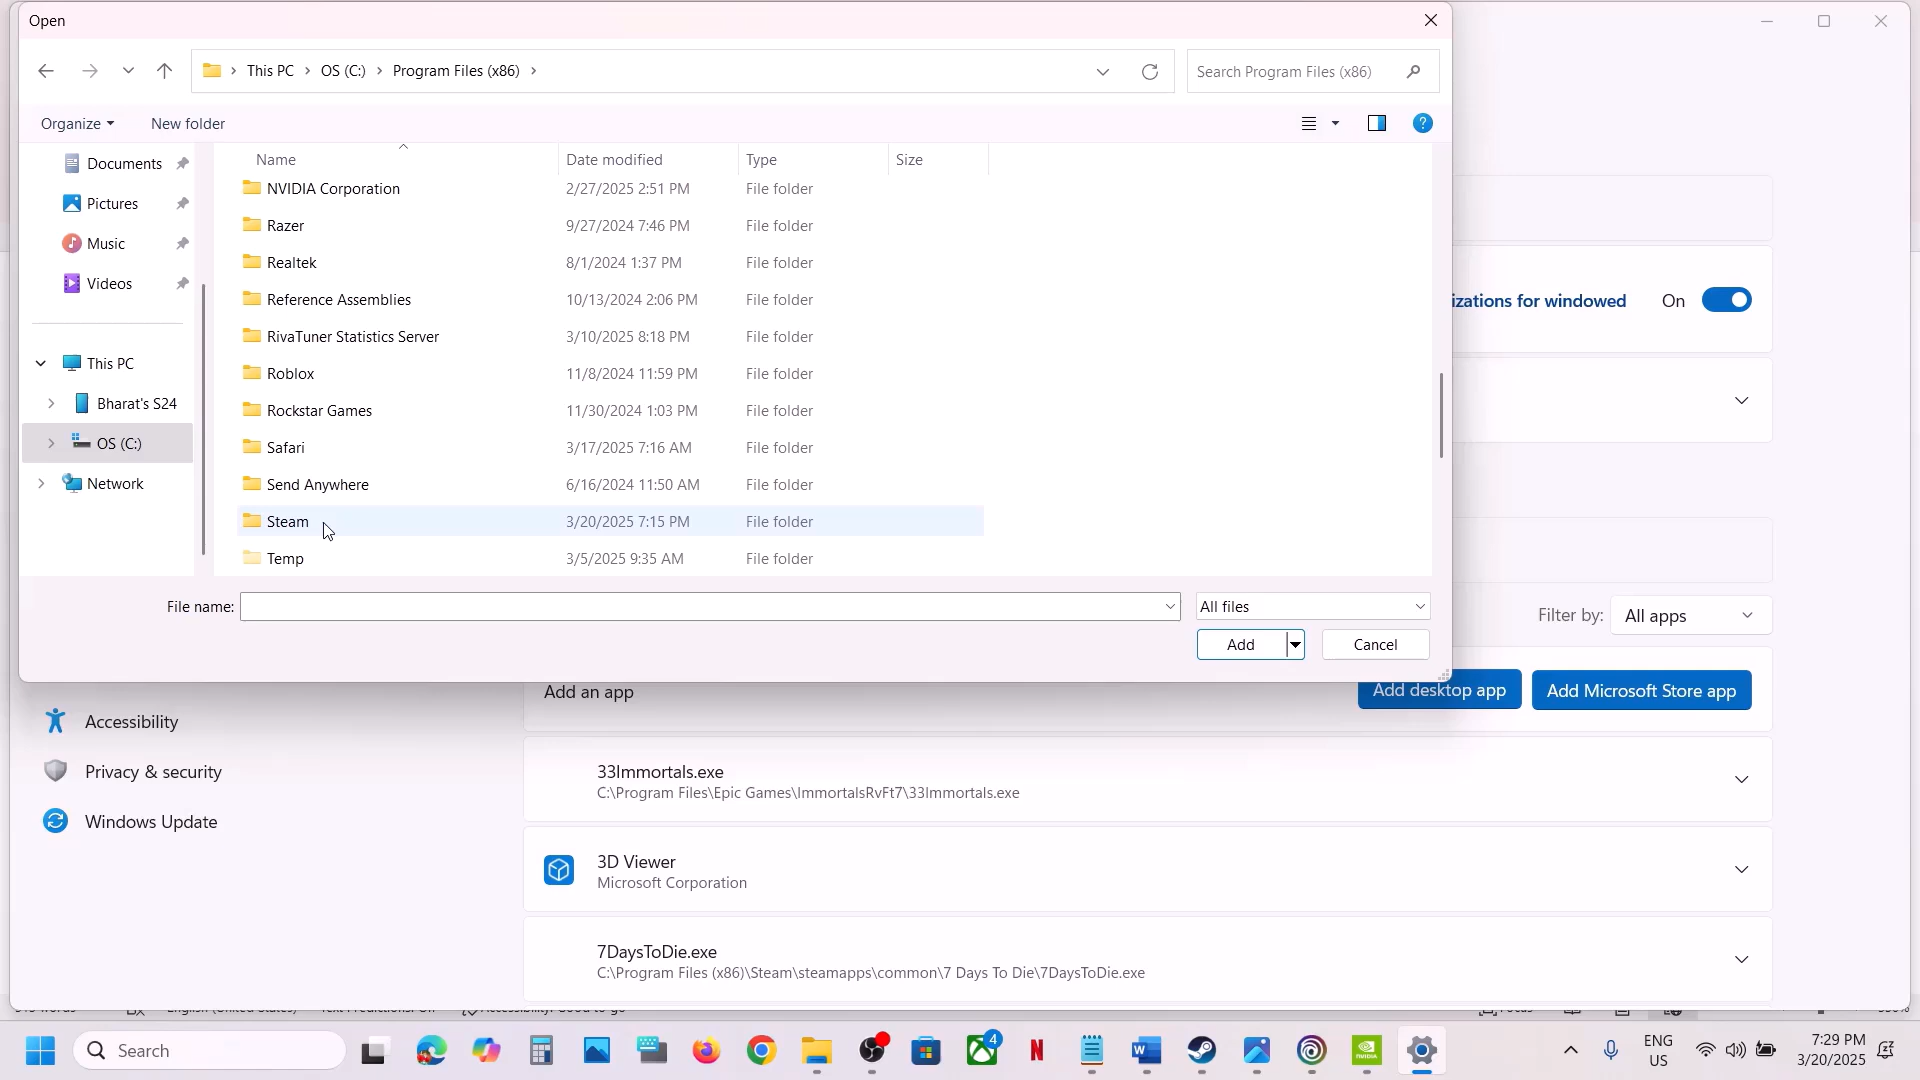 Open
This PC > OS (C:) > Program Files (x86) >
Search Program Files (x86)
Organize
New folder
Name
Date modified
Type
Size
Documents
Pictures
Music
Videos
This PC
Bharat's S24
OS (C:)
Network
NVIDIA Corporation 2/27/2025 2:51 PM File folder
Razer 9/27/2024 7:46 PM File folder
Realtek 8/1/2024 1:37 PM File folder
Reference Assemblies 10/13/2024 2:06 PM File folder
RivaTuner Statistics Server 3/10/2025 8:18 PM File folder
Roblox 11/8/2024 11:59 PM File folder
Rockstar Games 11/30/2024 1:03 PM File folder
Safari 3/17/2025 7:16 AM File folder
Send Anywhere 6/16/2024 11:50 AM File folder
Steam 3/20/2025 7:15 PM File folder
Temp 3/5/2025 9:35 AM File folder
File name:
All files
Add
Cancel
izations for windowed
On
Filter by:
All apps
Add an app
Add desktop app
Add Microsoft Store app
Accessibility
Privacy & security
Windows Update
33Immortals.exe
C:\Program Files\Epic Games\ImmortalsRvFt7\33Immortals.exe
3D Viewer
Microsoft Corporation
7DaysToDie.exe
C:\Program Files (x86)\Steam\steamapps\common\7 Days To Die\7DaysToDie.exe
Search
4
ENG
US
7:29 PM
3/20/2025